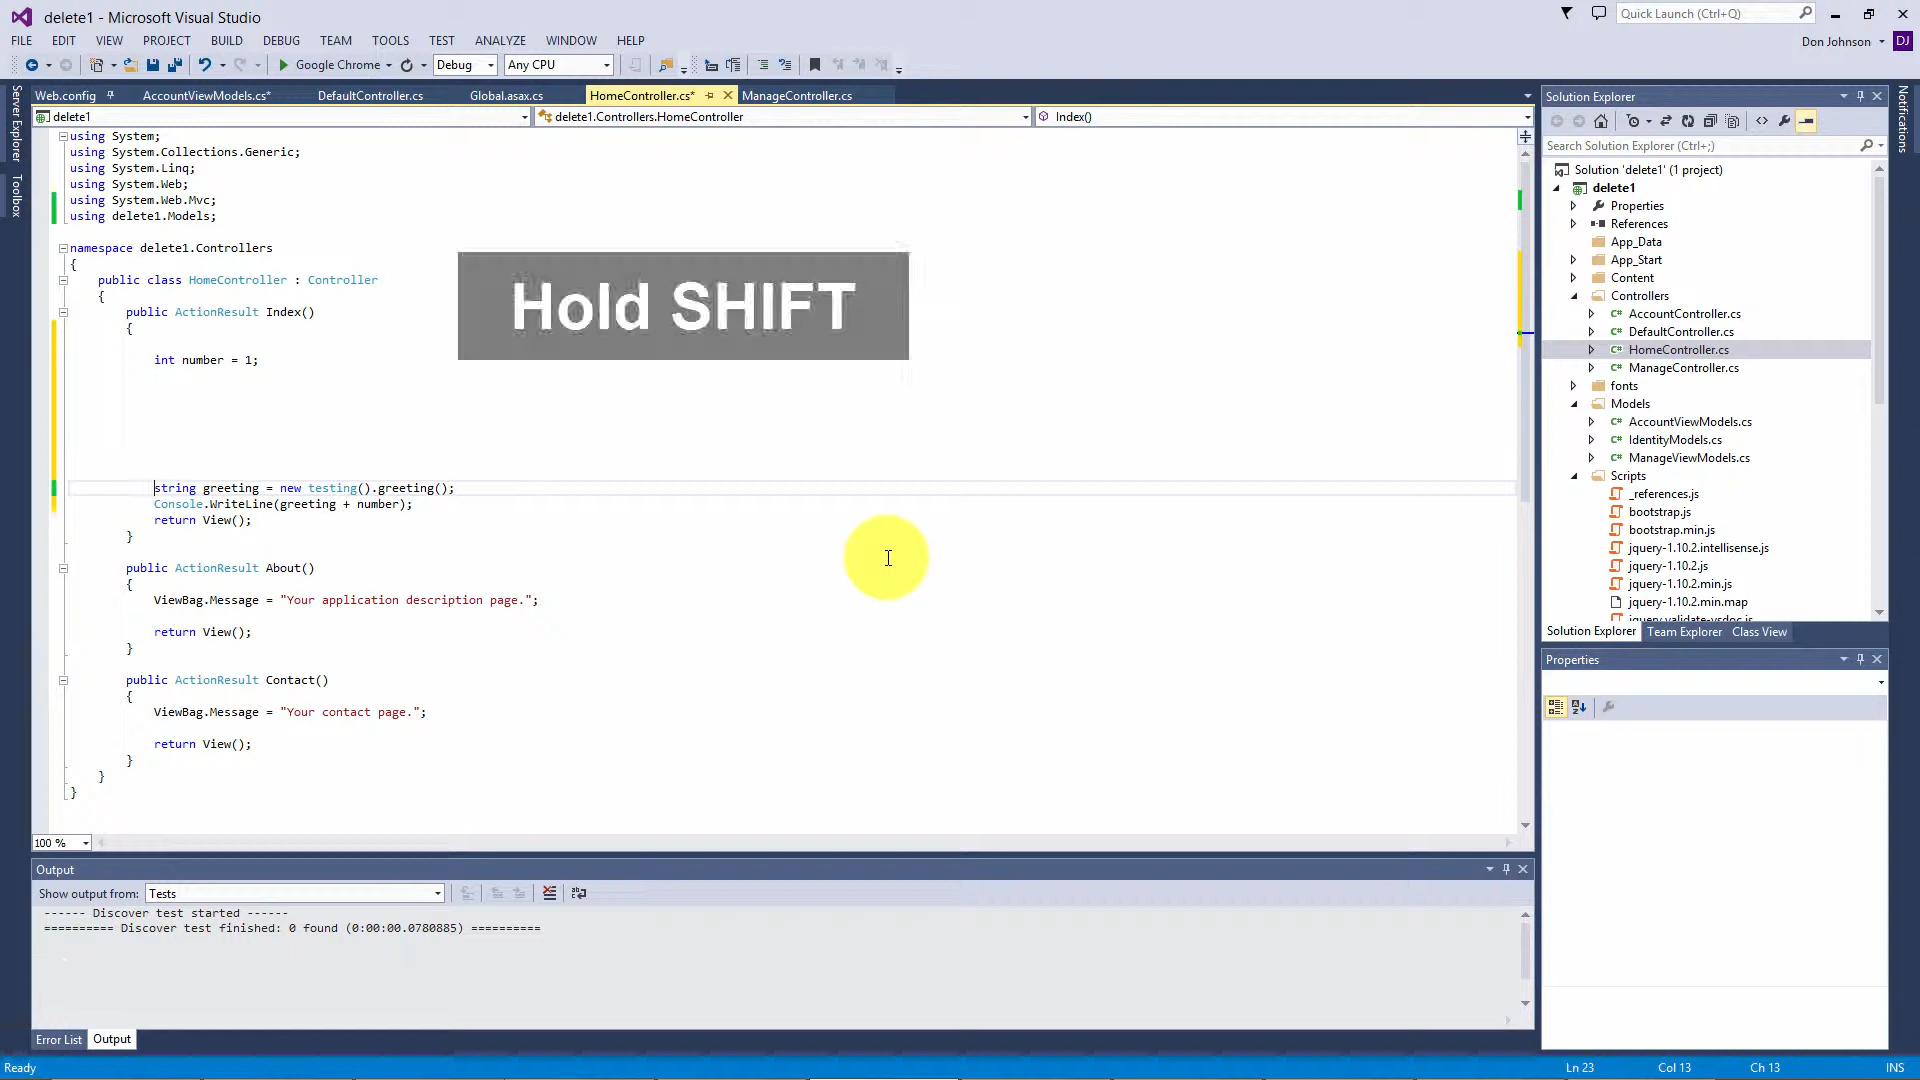 delete1 - Microsoft Visual Studio
Quick Launch (Ctrl+Q)
FILE EDIT VIEW PROJECT BUILD DEBUG TEAM TOOLS TEST ANALYZE WINDOW HELP
Don Johnson DJ
Google Chrome Debug Any CPU
Server Explorer
Toolbox
Notifications
Web.config AccountViewModels.cs* DefaultController.cs Global.asax.cs HomeController.cs* ManageController.cs
delete1 delete1.Controllers.HomeController Index()
using System;
using System.Collections.Generic;
using System.Linq;
using System.Web;
using System.Web.Mvc;
using delete1.Models;
namespace delete1.Controllers
{
public class HomeController : Controller
{
public ActionResult Index()
{
int number = 1;
string greeting = new testing().greeting();
Console.WriteLine(greeting + number);
return View();
}
public ActionResult About()
{
ViewBag.Message = "Your application description page.";
return View();
}
public ActionResult Contact()
{
ViewBag.Message = "Your contact page.";
return View();
}
}
}
Hold SHIFT
100 %
Output
Show output from: Tests
------ Discover test started ------
========== Discover test finished: 0 found (0:00:00.0780885) ==========
Error List Output
Solution Explorer
Search Solution Explorer (Ctrl+;)
Solution 'delete1' (1 project)
delete1
Properties
References
App_Data
App_Start
Content
Controllers
C# AccountController.cs
C# DefaultController.cs
C# HomeController.cs
C# ManageController.cs
fonts
Models
C# AccountViewModels.cs
C# IdentityModels.cs
C# ManageViewModels.cs
Scripts
_references.js
bootstrap.js
bootstrap.min.js
jquery-1.10.2.intellisense.js
jquery-1.10.2.js
jquery-1.10.2.min.js
jquery-1.10.2.min.map
jquery.validate-vsdoc.js
Solution Explorer Team Explorer Class View
Properties
Ready Ln 23 Col 13 Ch 13 INS